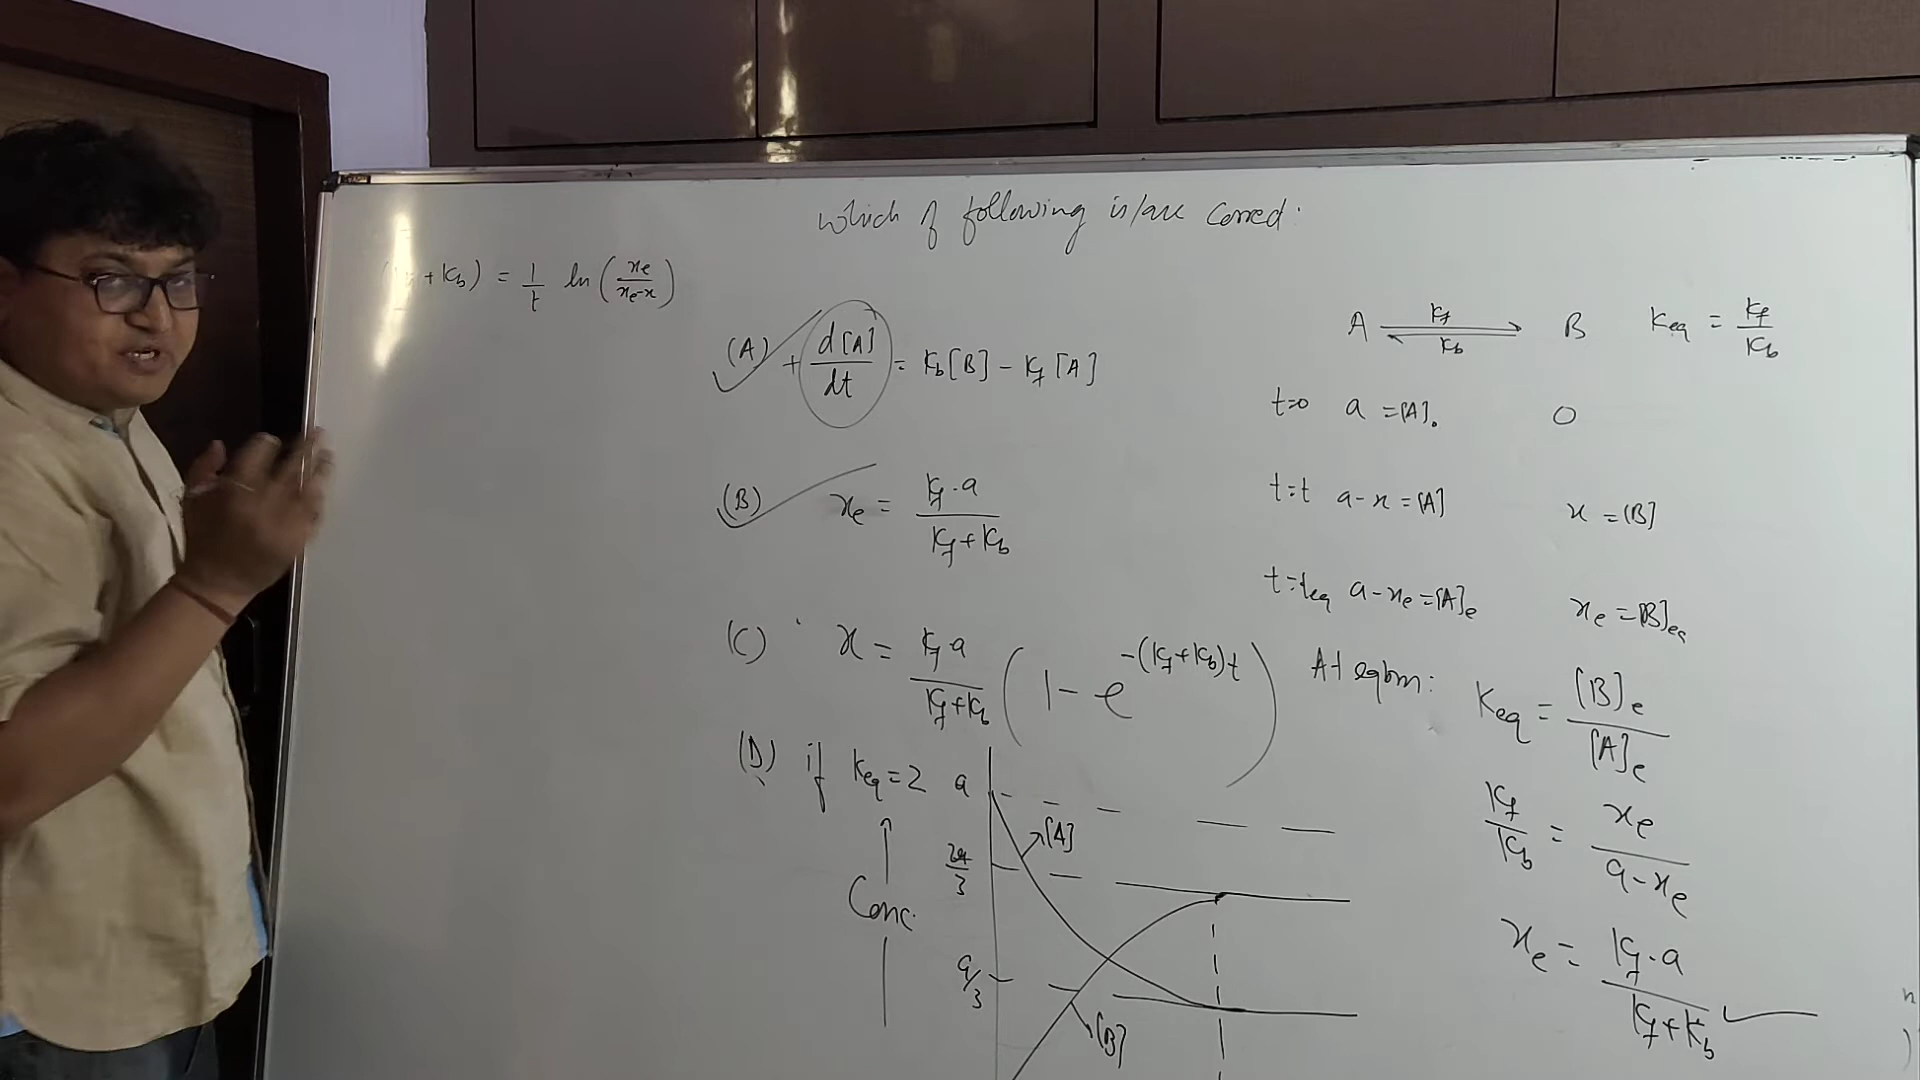 Which of following is/are correct:
+ Kb) = 1/t ln (xe/(xe-x))
(A) + d[A]/dt = Kb[B] - Kf[A]
(B) xe = Kf.a/(Kf+Kb)
(C) x = Kf a/(Kf+Kb) (1 - e^-(Kf+Kb)t)
(D) if Keq=2
a
2a/3
a/3
Conc.
[A]
[B]
A ⇌ B Keq = Kf/Kb
Kf
Kb
t=0 a =[A]₀ 0
t=t a-x =[A] x =[B]
t=teq a-xe =[A]e xe =[B]eq
At eqbm: Keq = [B]e/[A]e
Kf/Kb = xe/(a-xe)
xe = Kf.a/(Kf+Kb)